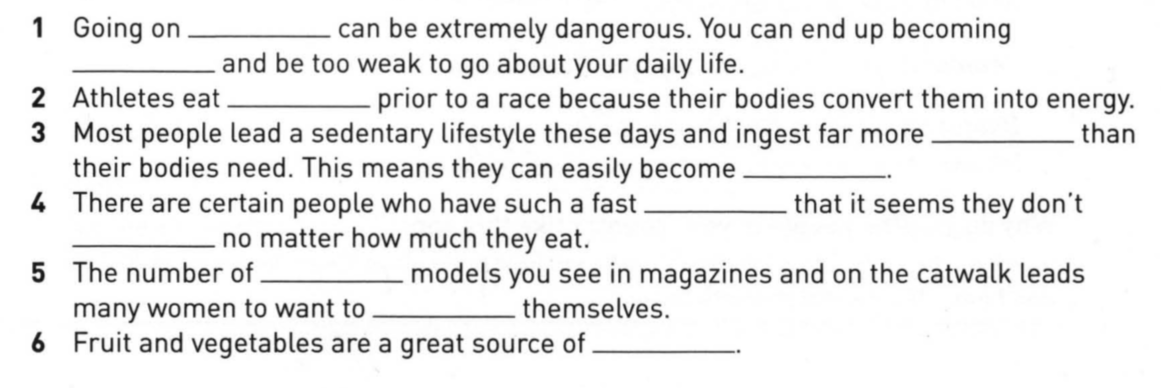 1 Going on __________ can be extremely dangerous. You can end up becoming
__________ and be too weak to go about your daily life.
2 Athletes eat __________ prior to a race because their bodies convert them into energy.
3 Most people lead a sedentary lifestyle these days and ingest far more __________ than
their bodies need. This means they can easily become __________.
4 There are certain people who have such a fast __________ that it seems they don't
__________ no matter how much they eat.
5 The number of __________ models you see in magazines and on the catwalk leads
many women to want to __________ themselves.
6 Fruit and vegetables are a great source of __________.